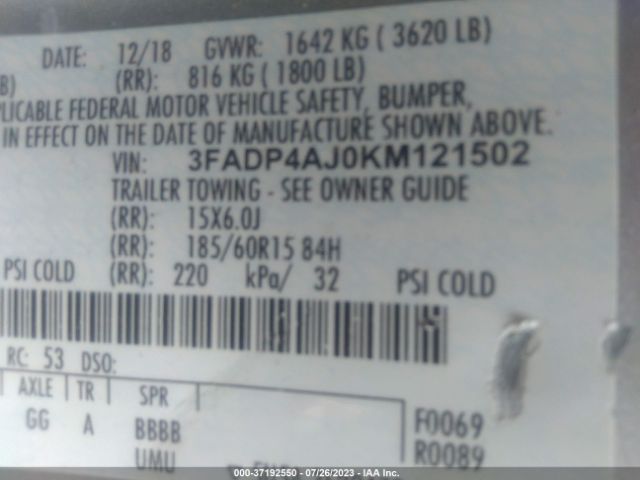 DATE: 12/18 GVWR: 1642 KG ( 3620 LB)
B) (RR): 816 KG ( 1800 LB)
PLICABLE FEDERAL MOTOR VEHICLE SAFETY, BUMPER,
IN EFFECT ON THE DATE OF MANUFACTURE SHOWN ABOVE.
VIN: 3FADP4AJ0KM121502
TRAILER TOWING - SEE OWNER GUIDE
(RR): 15X6.0J
(RR): 185/60R15 84H
PSI COLD (RR): 220 kPa/ 32 PSI COLD
RC: 53 DSO:
AXLE TR SPR
GG A BBBB F0069
UMU R0089
000-37192550 - 07/26/2023 - IAA Inc.